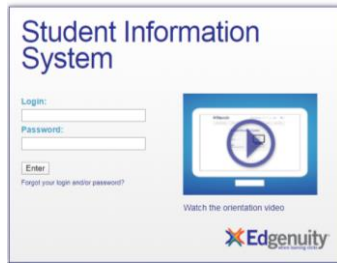 Student Information
System
Login:
Password:
Enter
Forgot your login and/or password?
Watch the orientation video
Edgenuity